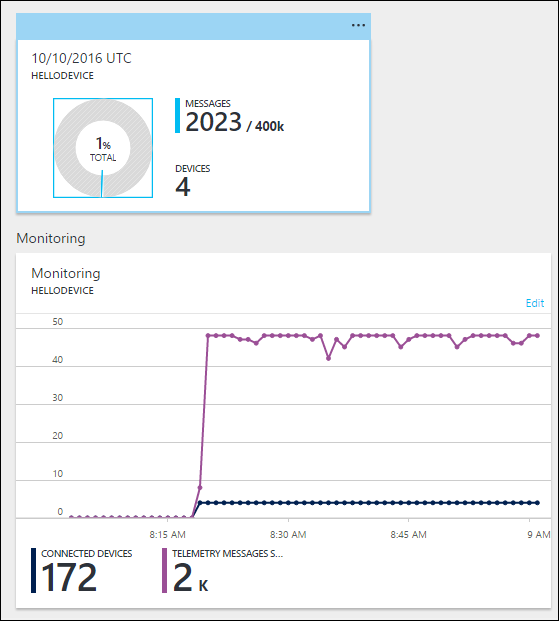 ...
10/10/2016 UTC
HELLODEVICE
1%
TOTAL
MESSAGES
2023 / 400k
DEVICES
4
Monitoring
Monitoring
HELLODEVICE
Edit
50
40
30
20
10
0
8:15 AM 8:30 AM 8:45 AM 9 AM
CONNECTED DEVICES
172
TELEMETRY MESSAGES S...
2 K